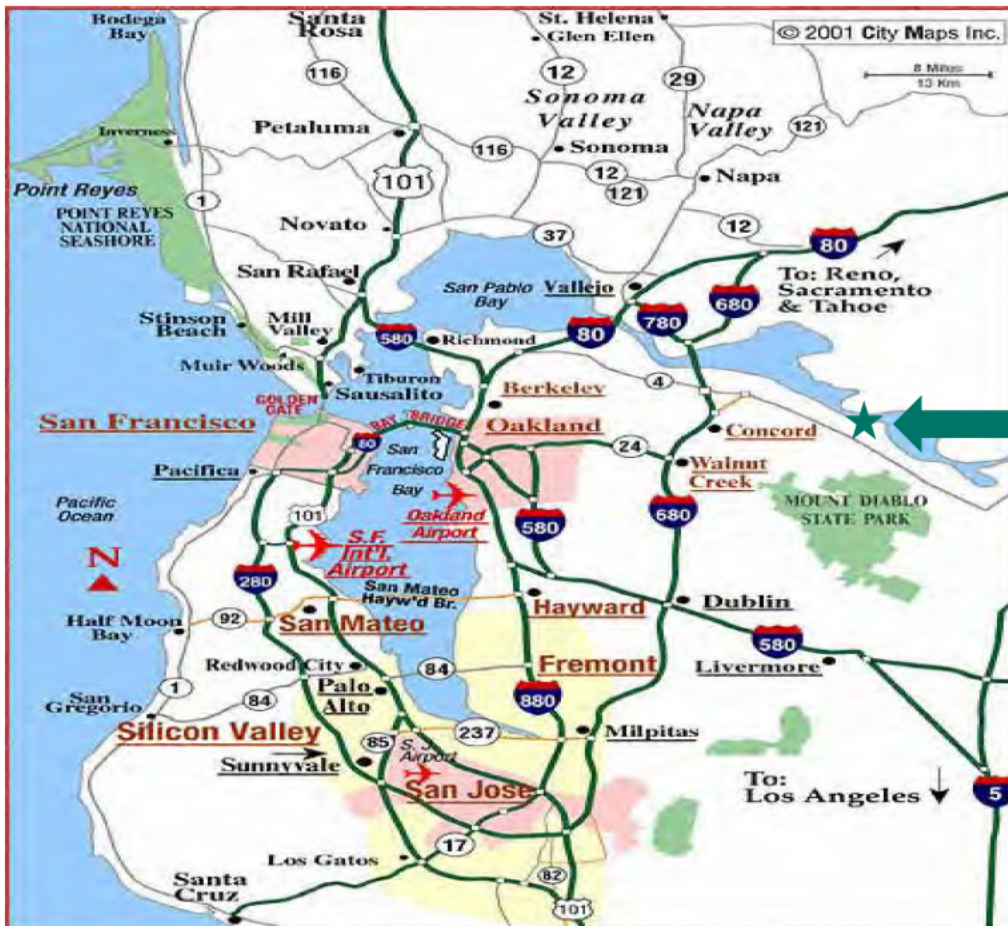 Bodega
Bay
Santa
Rosa
St. Helena
Glen Ellen
© 2001 City Maps Inc.
8 Miles
13 Km
116
12
29
Sonoma
Valley
Napa
Valley
121
Inverness
Petaluma
116
Sonoma
12
121
Napa
101
Point Reyes
POINT REYES
NATIONAL
SEASHORE
1
Novato
37
12
80
To: Reno,
Sacramento
& Tahoe
San Rafael
San Pablo
Bay
Vallejo
680
780
80
Stinson
Beach
Mill
Valley
580
Richmond
Muir Woods
Tiburon
Sausalito
4
Berkeley
GOLDEN
GATE
San Francisco
BAY BRIDGE
Oakland
Concord
80
San
Francisco
Bay
24
Walnut
Creek
Pacifica
Pacific
Ocean
101
Oakland
Airport
580
680
MOUNT DIABLO
STATE PARK
S.F.
Int'l.
Airport
N
280
San Mateo
Hayw'd Br.
Hayward
Dublin
Half Moon
Bay
92
San Mateo
580
Livermore
Redwood City
84
Fremont
San
Gregorio
1
84
Palo
Alto
880
Silicon Valley
85
237
Milpitas
S. J.
Airport
Sunnyvale
San Jose
To:
Los Angeles
5
17
Los Gatos
82
Santa
Cruz
101